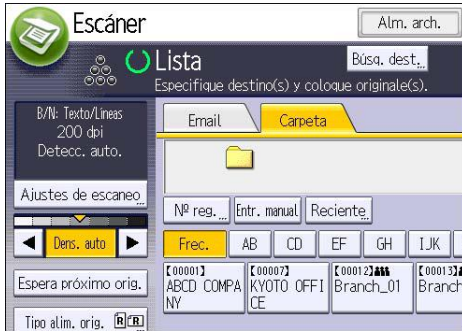 Escáner
Alm. arch.
Lista
Búsq. dest.
Especifique destino(s) y coloque originale(s).
B/N: Texto/Líneas
200 dpi
Detecc. auto.
Email
Carpeta
Ajustes de escaneo
Nº reg.
Entr. manual
Reciente
Dens. auto
Frec.
AB
CD
EF
GH
IJK
Espera próximo orig.
[00001]
ABCD COMPA
NY
[00007]
KYOTO OFFI
CE
[00012]
Branch_01
[00013]
Branch
Tipo alim. orig.